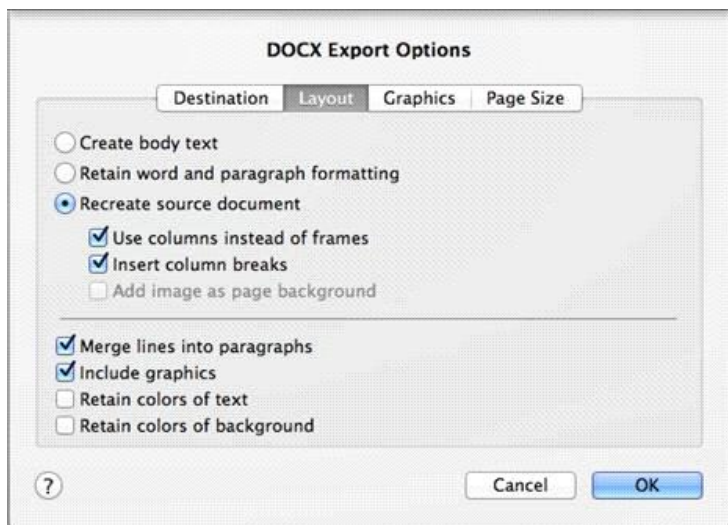 DOCX Export Options
Destination Layout Graphics Page Size
Create body text
Retain word and paragraph formatting
Recreate source document
Use columns instead of frames
Insert column breaks
Add image as page background
Merge lines into paragraphs
Include graphics
Retain colors of text
Retain colors of background
? Cancel OK